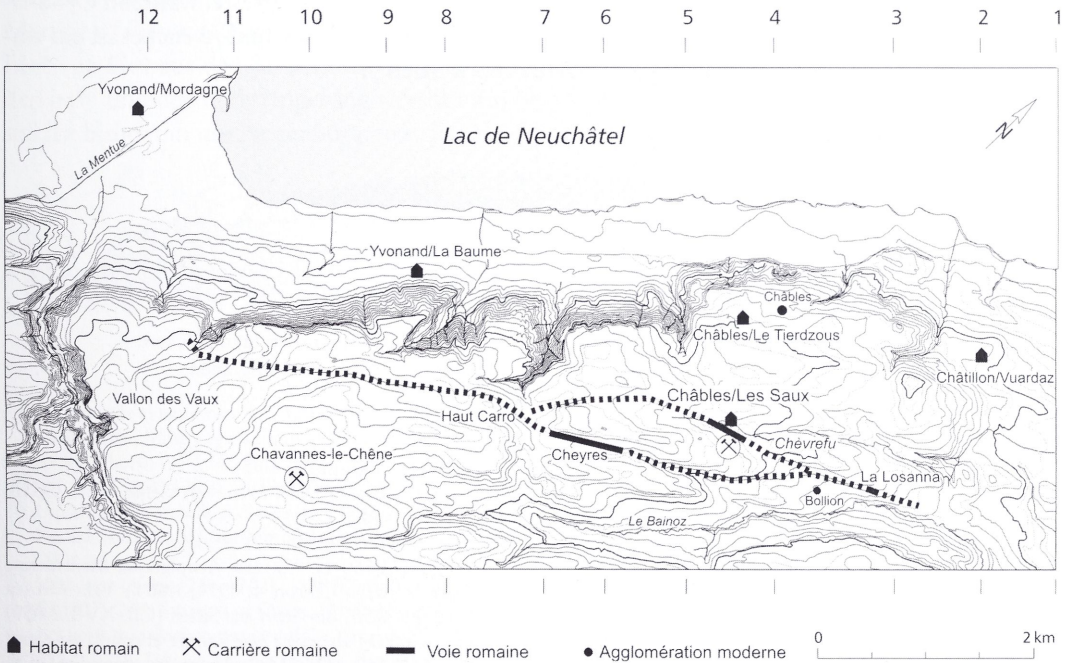 12 11 10 9 8 7 6 5 4 3 2 1
Yvonand/Mordagne
La Mentue
Lac de Neuchâtel
N
Yvonand/La Baume
Châbles
Châbles/Le Tierdzous
Châtillon/Vuardaz
Vallon des Vaux
Châbles/Les Saux
Haut Carro
Chèvrefu
Chavannes-le-Chêne
Cheyres
La Losanna
Bollion
Le Bainoz
Habitat romain Carrière romaine Voie romaine Agglomération moderne
0 2 km